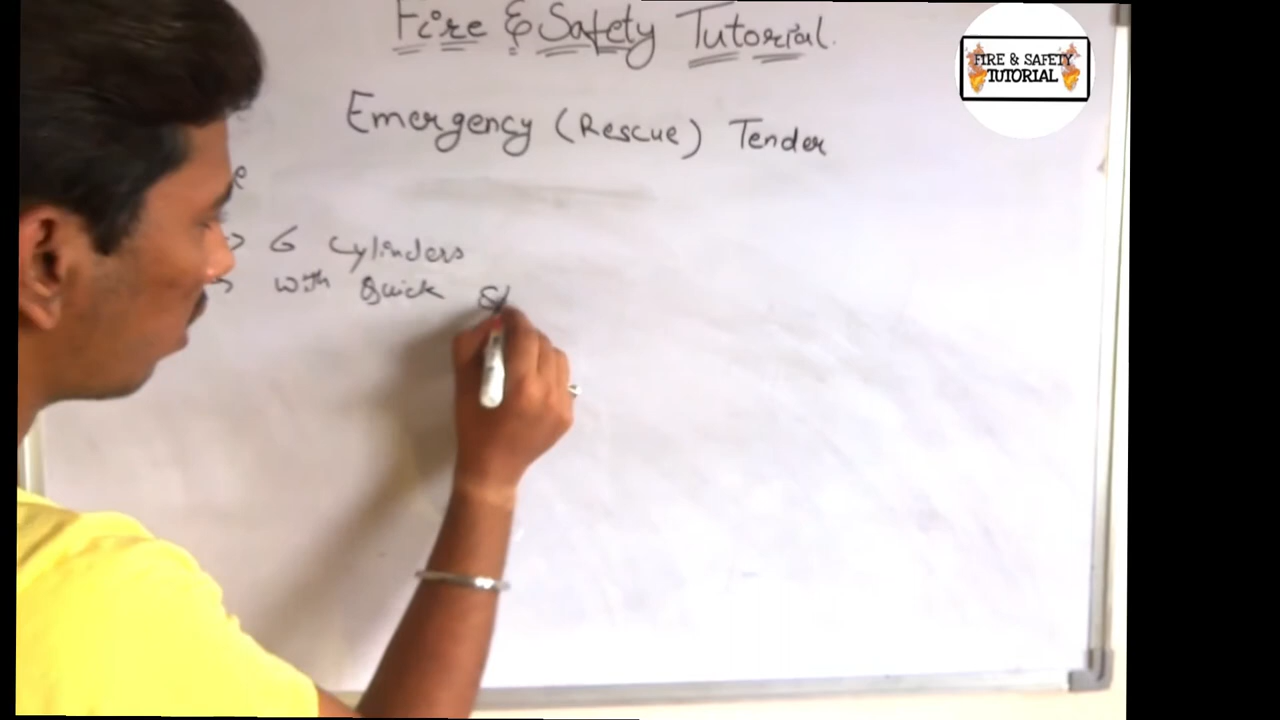 Fire & Safety Tutorial.
FIRE & SAFETY
TUTORIAL
Emergency (Rescue) Tender
e
→ 6 Cylinders
→ with Quick